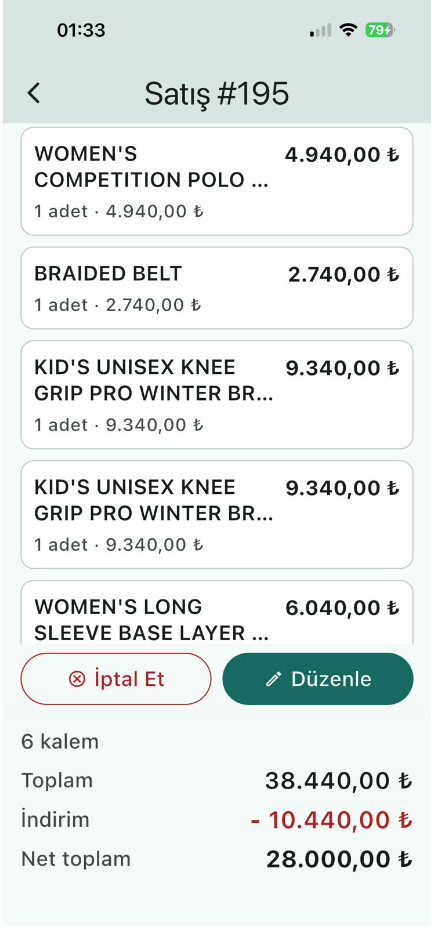 01:33
79
Satış #195
WOMEN'S 4.940,00 ₺
COMPETITION POLO ...
1 adet · 4.940,00 ₺
BRAIDED BELT 2.740,00 ₺
1 adet · 2.740,00 ₺
KID'S UNISEX KNEE 9.340,00 ₺
GRIP PRO WINTER BR...
1 adet · 9.340,00 ₺
KID'S UNISEX KNEE 9.340,00 ₺
GRIP PRO WINTER BR...
1 adet · 9.340,00 ₺
WOMEN'S LONG 6.040,00 ₺
SLEEVE BASE LAYER ...
İptal Et Düzenle
6 kalem
Toplam 38.440,00 ₺
İndirim - 10.440,00 ₺
Net toplam 28.000,00 ₺